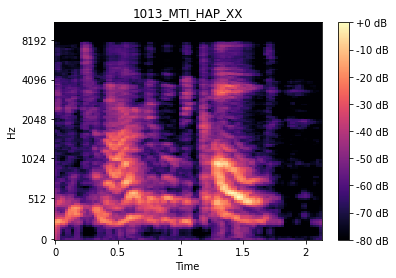 1013_MTI_HAP_XX
+0 dB
8192
-10 dB
4096
-20 dB
-30 dB
2048
Hz
-40 dB
1024
-50 dB
512
-60 dB
-70 dB
0
-80 dB
0 0.5 1 1.5 2
Time